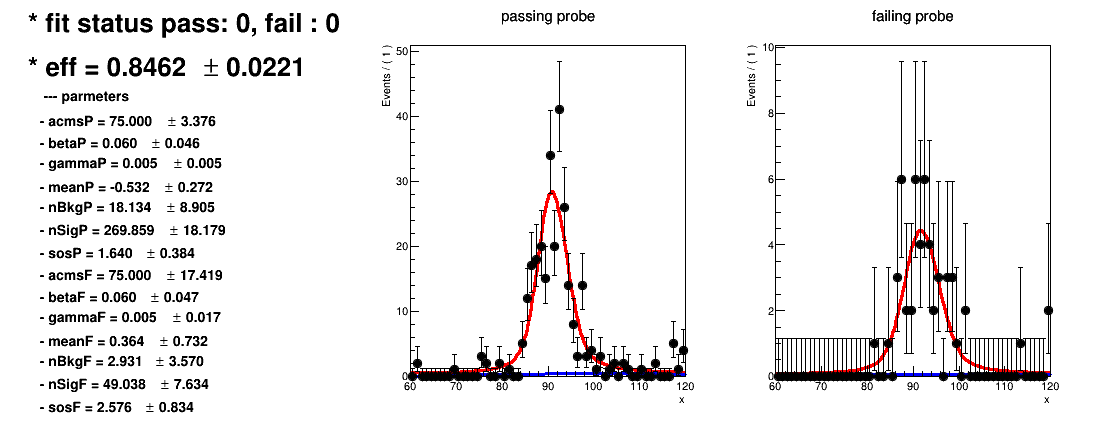 * fit status pass: 0, fail : 0
* eff = 0.8462 ± 0.0221
--- parmeters
- acmsP = 75.000 ± 3.376
- betaP = 0.060 ± 0.046
- gammaP = 0.005 ± 0.005
- meanP = -0.532 ± 0.272
- nBkgP = 18.134 ± 8.905
- nSigP = 269.859 ± 18.179
- sosP = 1.640 ± 0.384
- acmsF = 75.000 ± 17.419
- betaF = 0.060 ± 0.047
- gammaF = 0.005 ± 0.017
- meanF = 0.364 ± 0.732
- nBkgF = 2.931 ± 3.570
- nSigF = 49.038 ± 7.634
- sosF = 2.576 ± 0.834
passing probe
Events / ( 1 )
50
40
30
20
10
0
60 70 80 90 100 110 120
x
failing probe
Events / ( 1 )
10
8
6
4
2
0
60 70 80 90 100 110 120
x